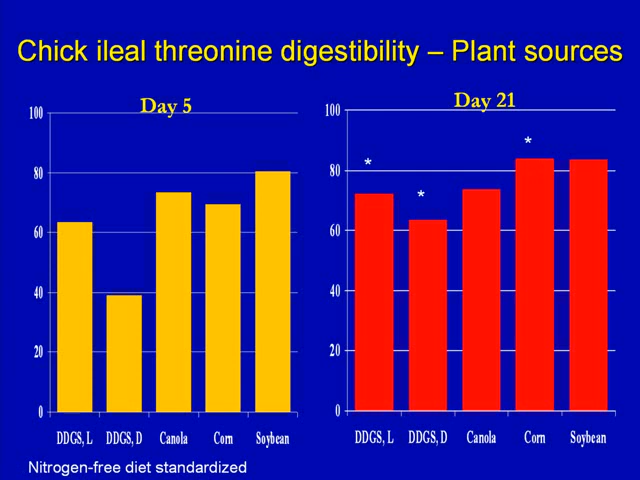 Chick ileal threonine digestibility – Plant sources
Day 5
100
80
60
40
20
0
DDGS, L
DDGS, D
Canola
Corn
Soybean
Day 21
100
80
60
40
20
0
*
*
*
DDGS, L
DDGS, D
Canola
Corn
Soybean
Nitrogen-free diet standardized